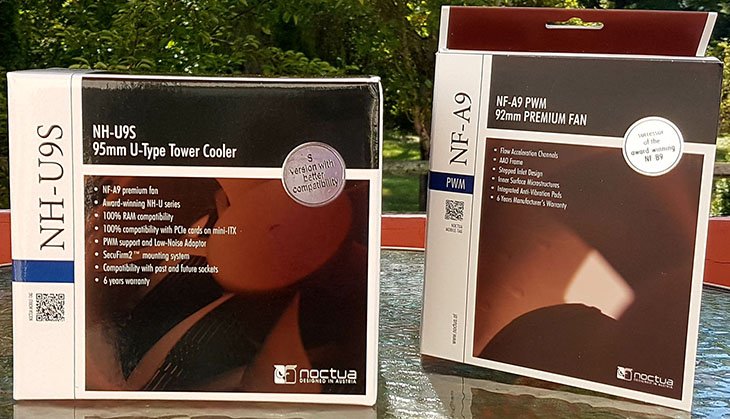 NH-U9S
NH-U9S
95mm U-Type Tower Cooler
S
version with
better
compatibility
• NF-A9 premium fan
• Award-winning NH-U series
• 100% RAM compatibility
• 100% compatibility with PCIe cards on mini-ITX
• PWM support and Low-Noise Adaptor
• SecuFirm2™ mounting system
• Compatibility with past and future sockets
• 6 years warranty
noctua
DESIGNED IN AUSTRIA
NF-A9
PWM
NF-A9 PWM
92mm PREMIUM FAN
successor of the
award winning
NF B9
• Flow Acceleration Channels
• AAO Frame
• Stepped Inlet Design
• Inner Surface Microstructures
• Integrated Anti-Vibration Pads
• 6 Years Manufacturer's Warranty
www.noctua.at
noctua
DESIGNED IN AUSTRIA